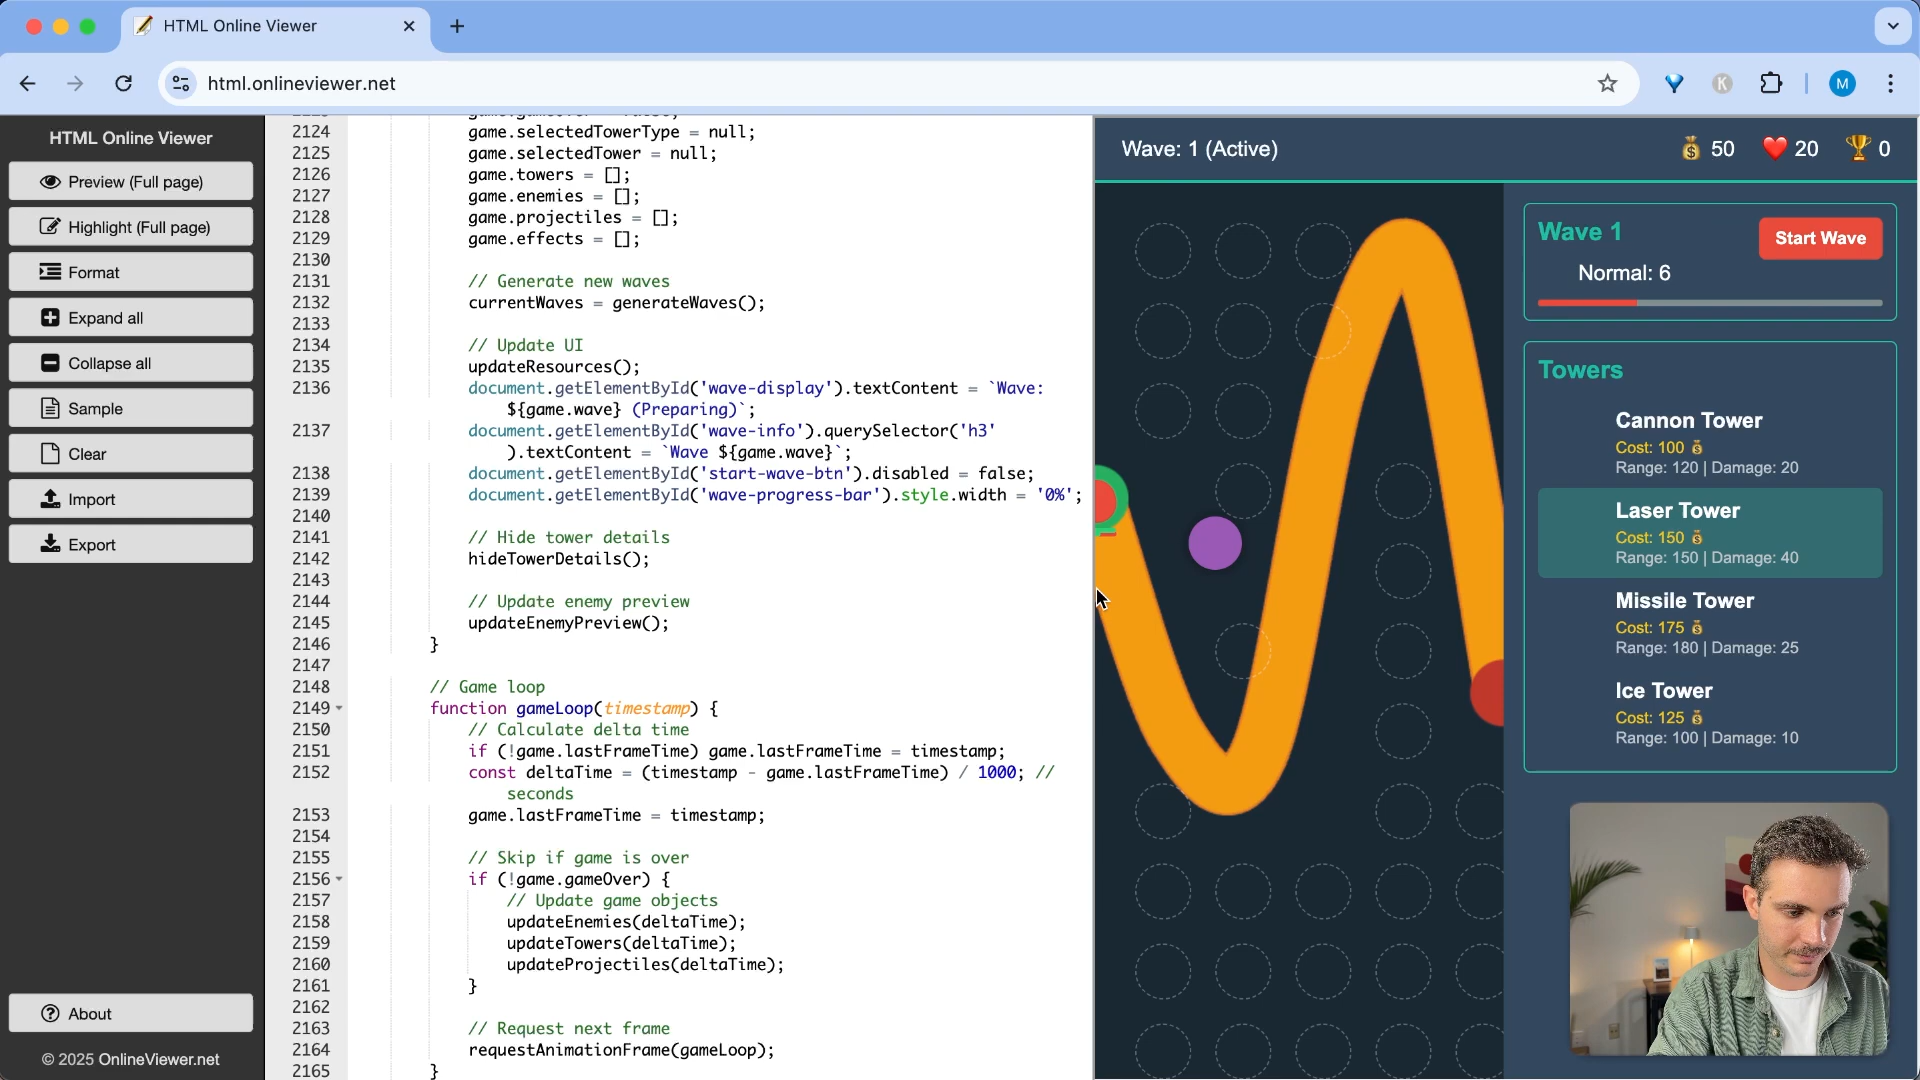 HTML Online Viewer
html.onlineviewer.net
K
M
HTML Online Viewer
Preview (Full page)
Highlight (Full page)
Format
Expand all
Collapse all
Sample
Clear
Import
Export
About
© 2025 OnlineViewer.net
2124 game.selectedTowerType = null;
2125 game.selectedTower = null;
2126 game.towers = [];
2127 game.enemies = [];
2128 game.projectiles = [];
2129 game.effects = [];
2130
2131 // Generate new waves
2132 currentWaves = generateWaves();
2133
2134 // Update UI
2135 updateResources();
2136 document.getElementById('wave-display').textContent = `Wave:
${game.wave} (Preparing)`;
2137 document.getElementById('wave-info').querySelector('h3'
).textContent = `Wave ${game.wave}`;
2138 document.getElementById('start-wave-btn').disabled = false;
2139 document.getElementById('wave-progress-bar').style.width = '0%';
2140
2141 // Hide tower details
2142 hideTowerDetails();
2143
2144 // Update enemy preview
2145 updateEnemyPreview();
2146 }
2147
2148 // Game loop
2149 function gameLoop(timestamp) {
2150 // Calculate delta time
2151 if (!game.lastFrameTime) game.lastFrameTime = timestamp;
2152 const deltaTime = (timestamp - game.lastFrameTime) / 1000; //
seconds
2153 game.lastFrameTime = timestamp;
2154
2155 // Skip if game is over
2156 if (!game.gameOver) {
2157 // Update game objects
2158 updateEnemies(deltaTime);
2159 updateTowers(deltaTime);
2160 updateProjectiles(deltaTime);
2161 }
2162
2163 // Request next frame
2164 requestAnimationFrame(gameLoop);
2165 }
Wave: 1 (Active)
50 20 0
Wave 1
Start Wave
Normal: 6
Towers
Cannon Tower
Cost: 100
Range: 120 | Damage: 20
Laser Tower
Cost: 150
Range: 150 | Damage: 40
Missile Tower
Cost: 175
Range: 180 | Damage: 25
Ice Tower
Cost: 125
Range: 100 | Damage: 10